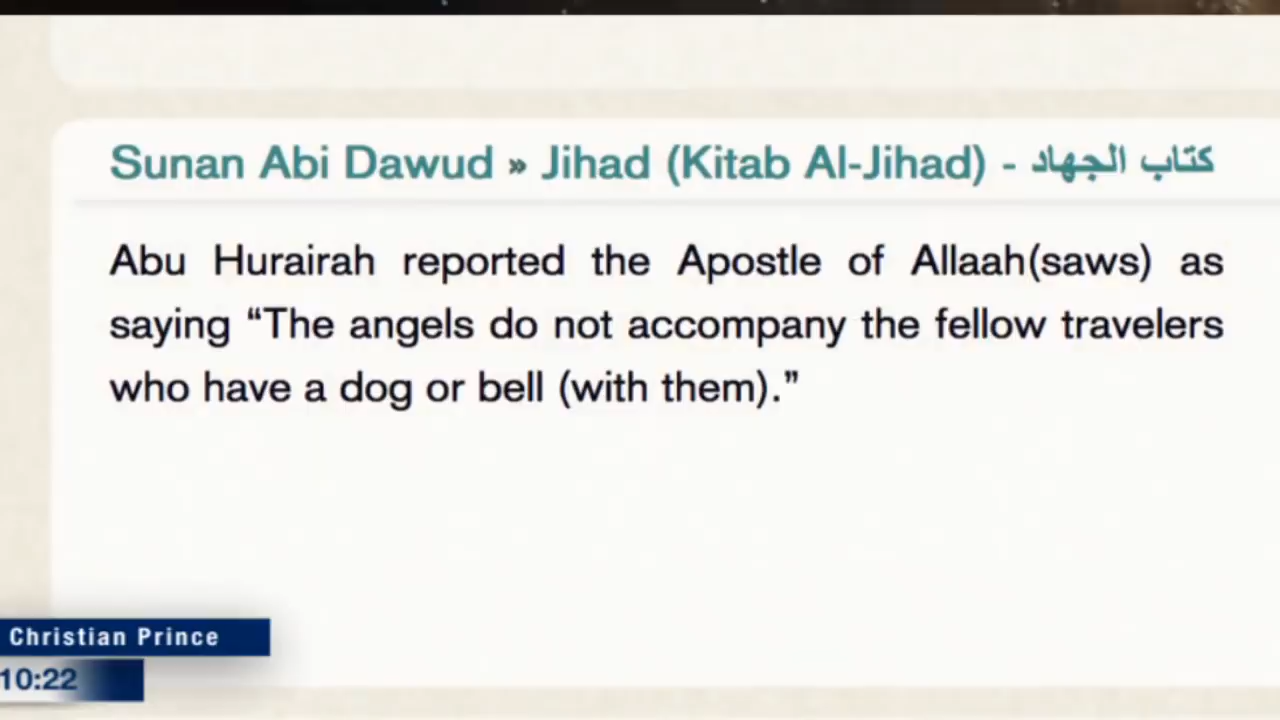 Sunan Abi Dawud » Jihad (Kitab Al-Jihad) - كتاب الجهاد
Abu Hurairah reported the Apostle of Allaah(saws) as
saying “The angels do not accompany the fellow travelers
who have a dog or bell (with them).”
Christian Prince
10:22